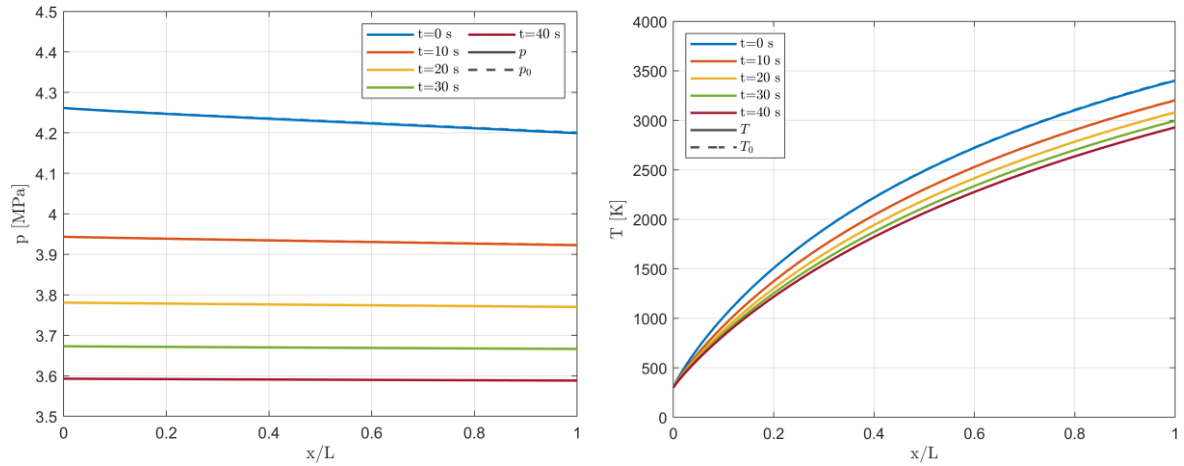 4.5
4.4
4.3
4.2
4.1
4
3.9
3.8
3.7
3.6
3.5
p [MPa]
t=0 s
t=10 s
t=20 s
t=30 s
t=40 s
p
p₀
0 0.2 0.4 0.6 0.8 1
x/L
4000
3500
3000
2500
2000
1500
1000
500
0
T [K]
t=0 s
t=10 s
t=20 s
t=30 s
t=40 s
T
T₀
0 0.2 0.4 0.6 0.8 1
x/L